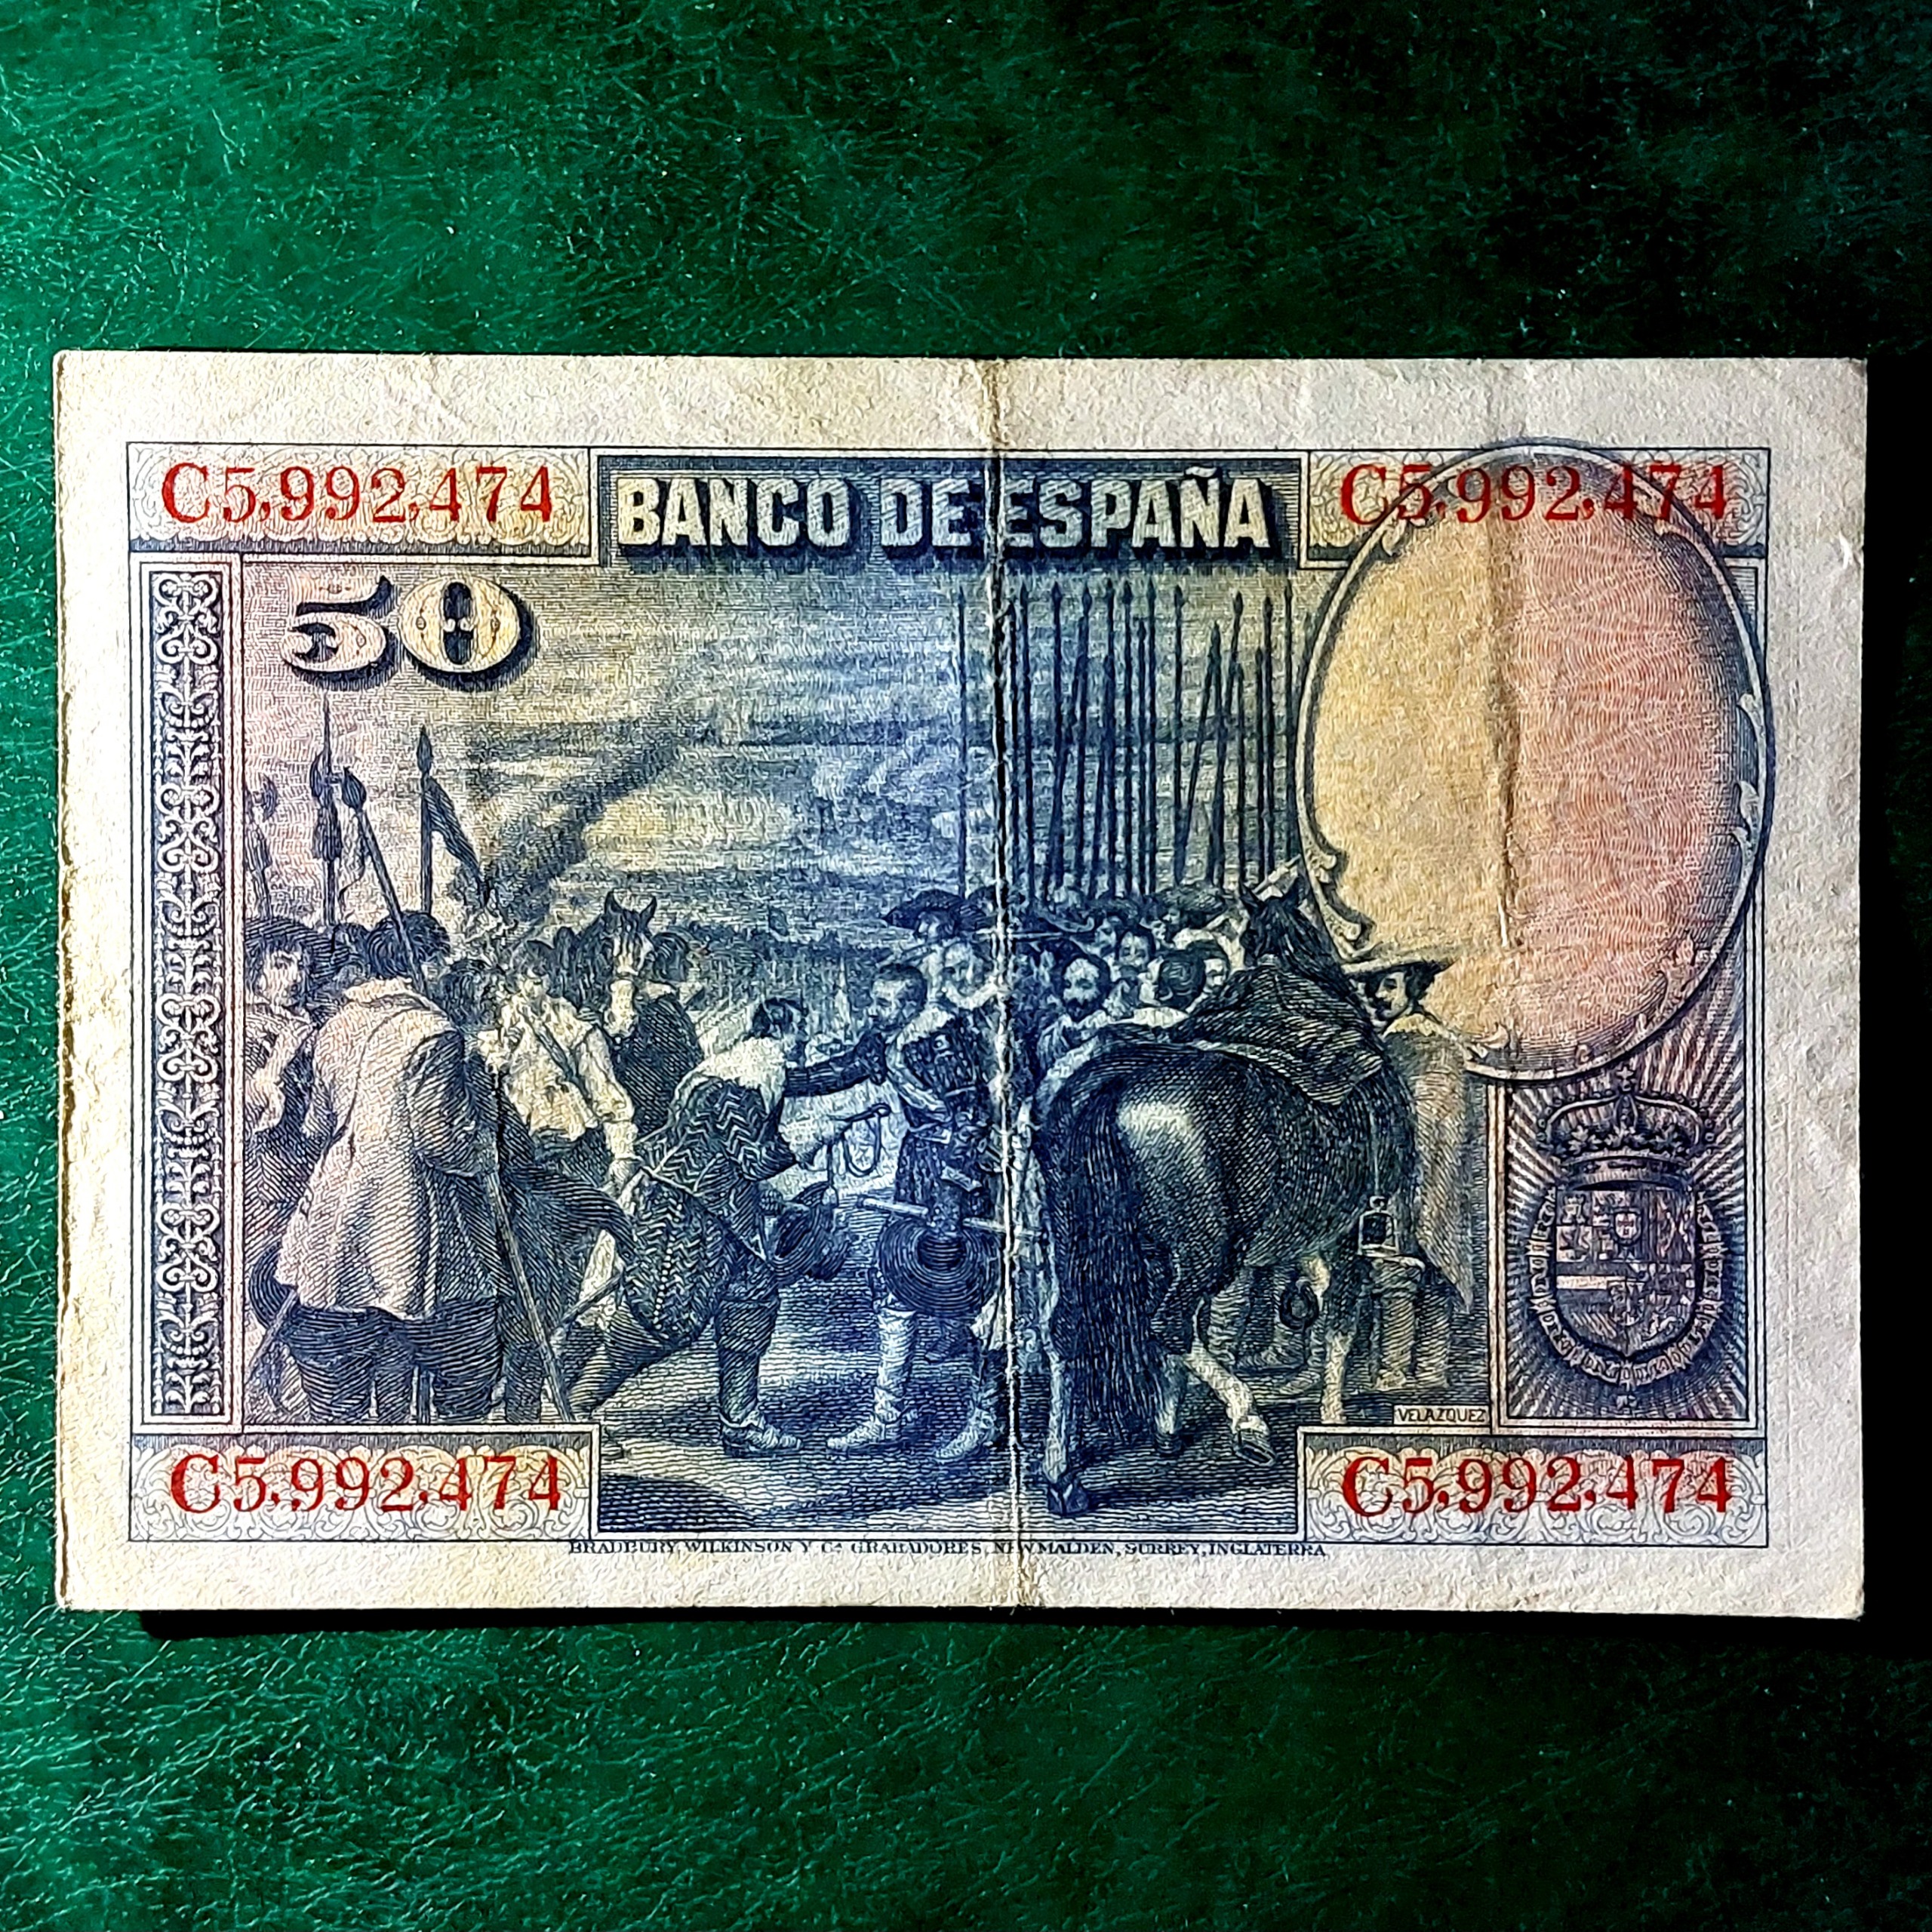 C5,992,474 BANCO DE ESPAÑA C5,992,474
50
VELAZQUEZ
C5,992,474 C5,992,474
BRADBURY, WILKINSON Y Cª GRABADORES, NEW MALDEN, SURREY, INGLATERRA